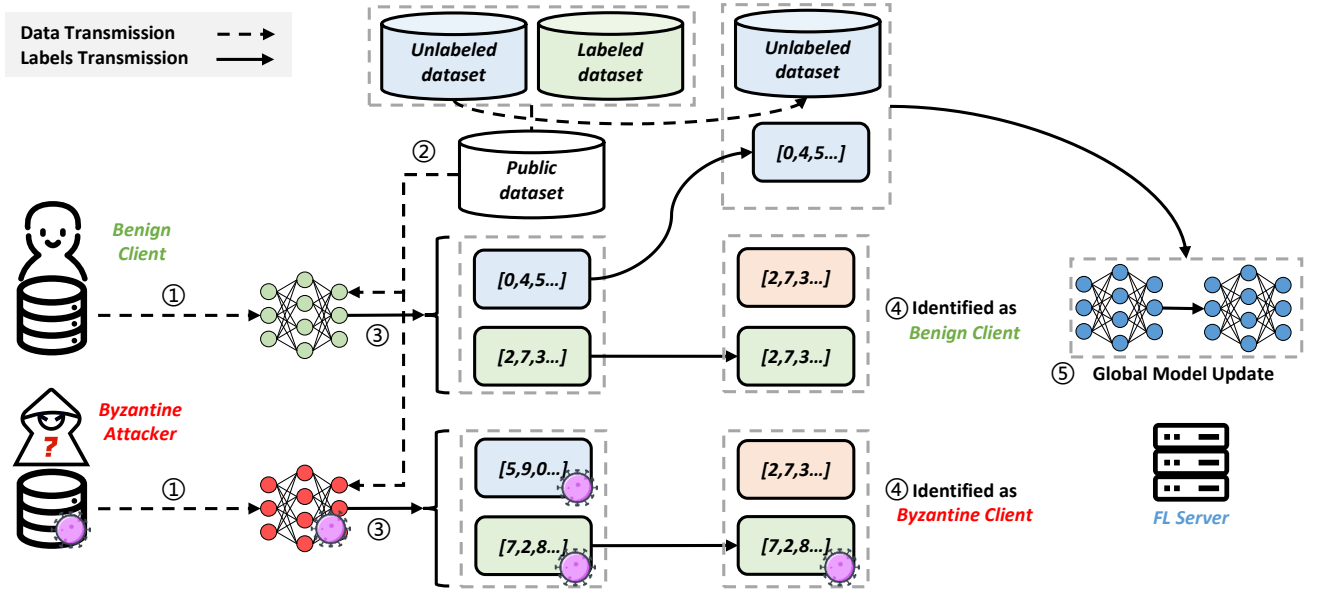 Data Transmission
Labels Transmission
Unlabeled
dataset
Labeled
dataset
Unlabeled
dataset
[0,4,5...]
②
Public
dataset
Benign
Client
①
③
[0,4,5...]
[2,7,3...]
[2,7,3...]
[2,7,3...]
④ Identified as
Benign Client
⑤ Global Model Update
?
Byzantine
Attacker
①
③
[5,9,0...]
[7,2,8...]
[2,7,3...]
[7,2,8...]
④ Identified as
Byzantine Client
FL Server